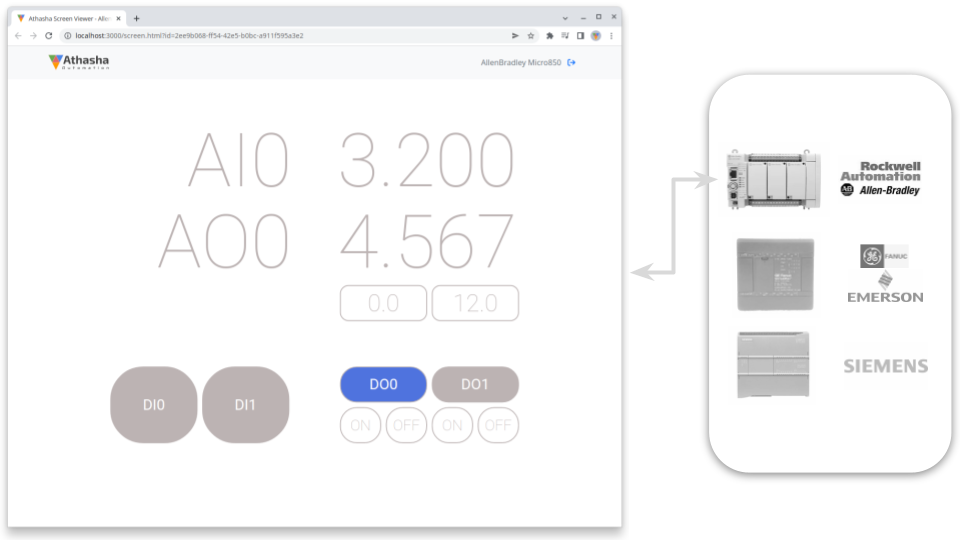 Athasha Screen Viewer - Allen
localhost:3000/screen.html?id=2ee9b068-ff54-42e5-b0bc-a911f595a3e2
Athasha
Automation
AllenBradley Micro850
AI0 3.200
AO0 4.567
0.0 12.0
DI0 DI1
DO0 DO1
ON OFF ON OFF
Rockwell
Automation
AB Allen-Bradley
GE FANUC
EMERSON
SIEMENS